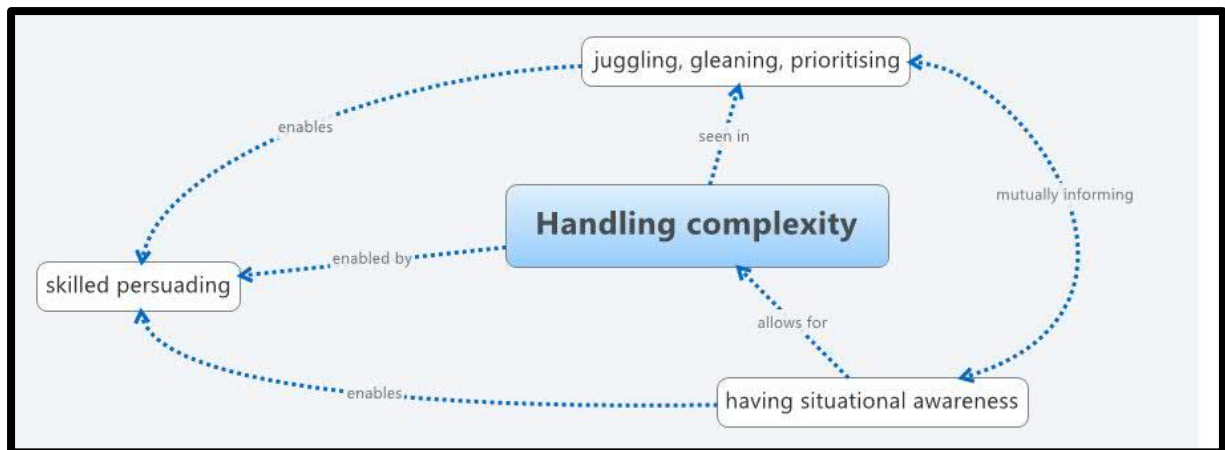 juggling, gleaning, prioritising
enables
seen in
mutually informing
Handling complexity
enabled by
skilled persuading
allows for
enables
having situational awareness